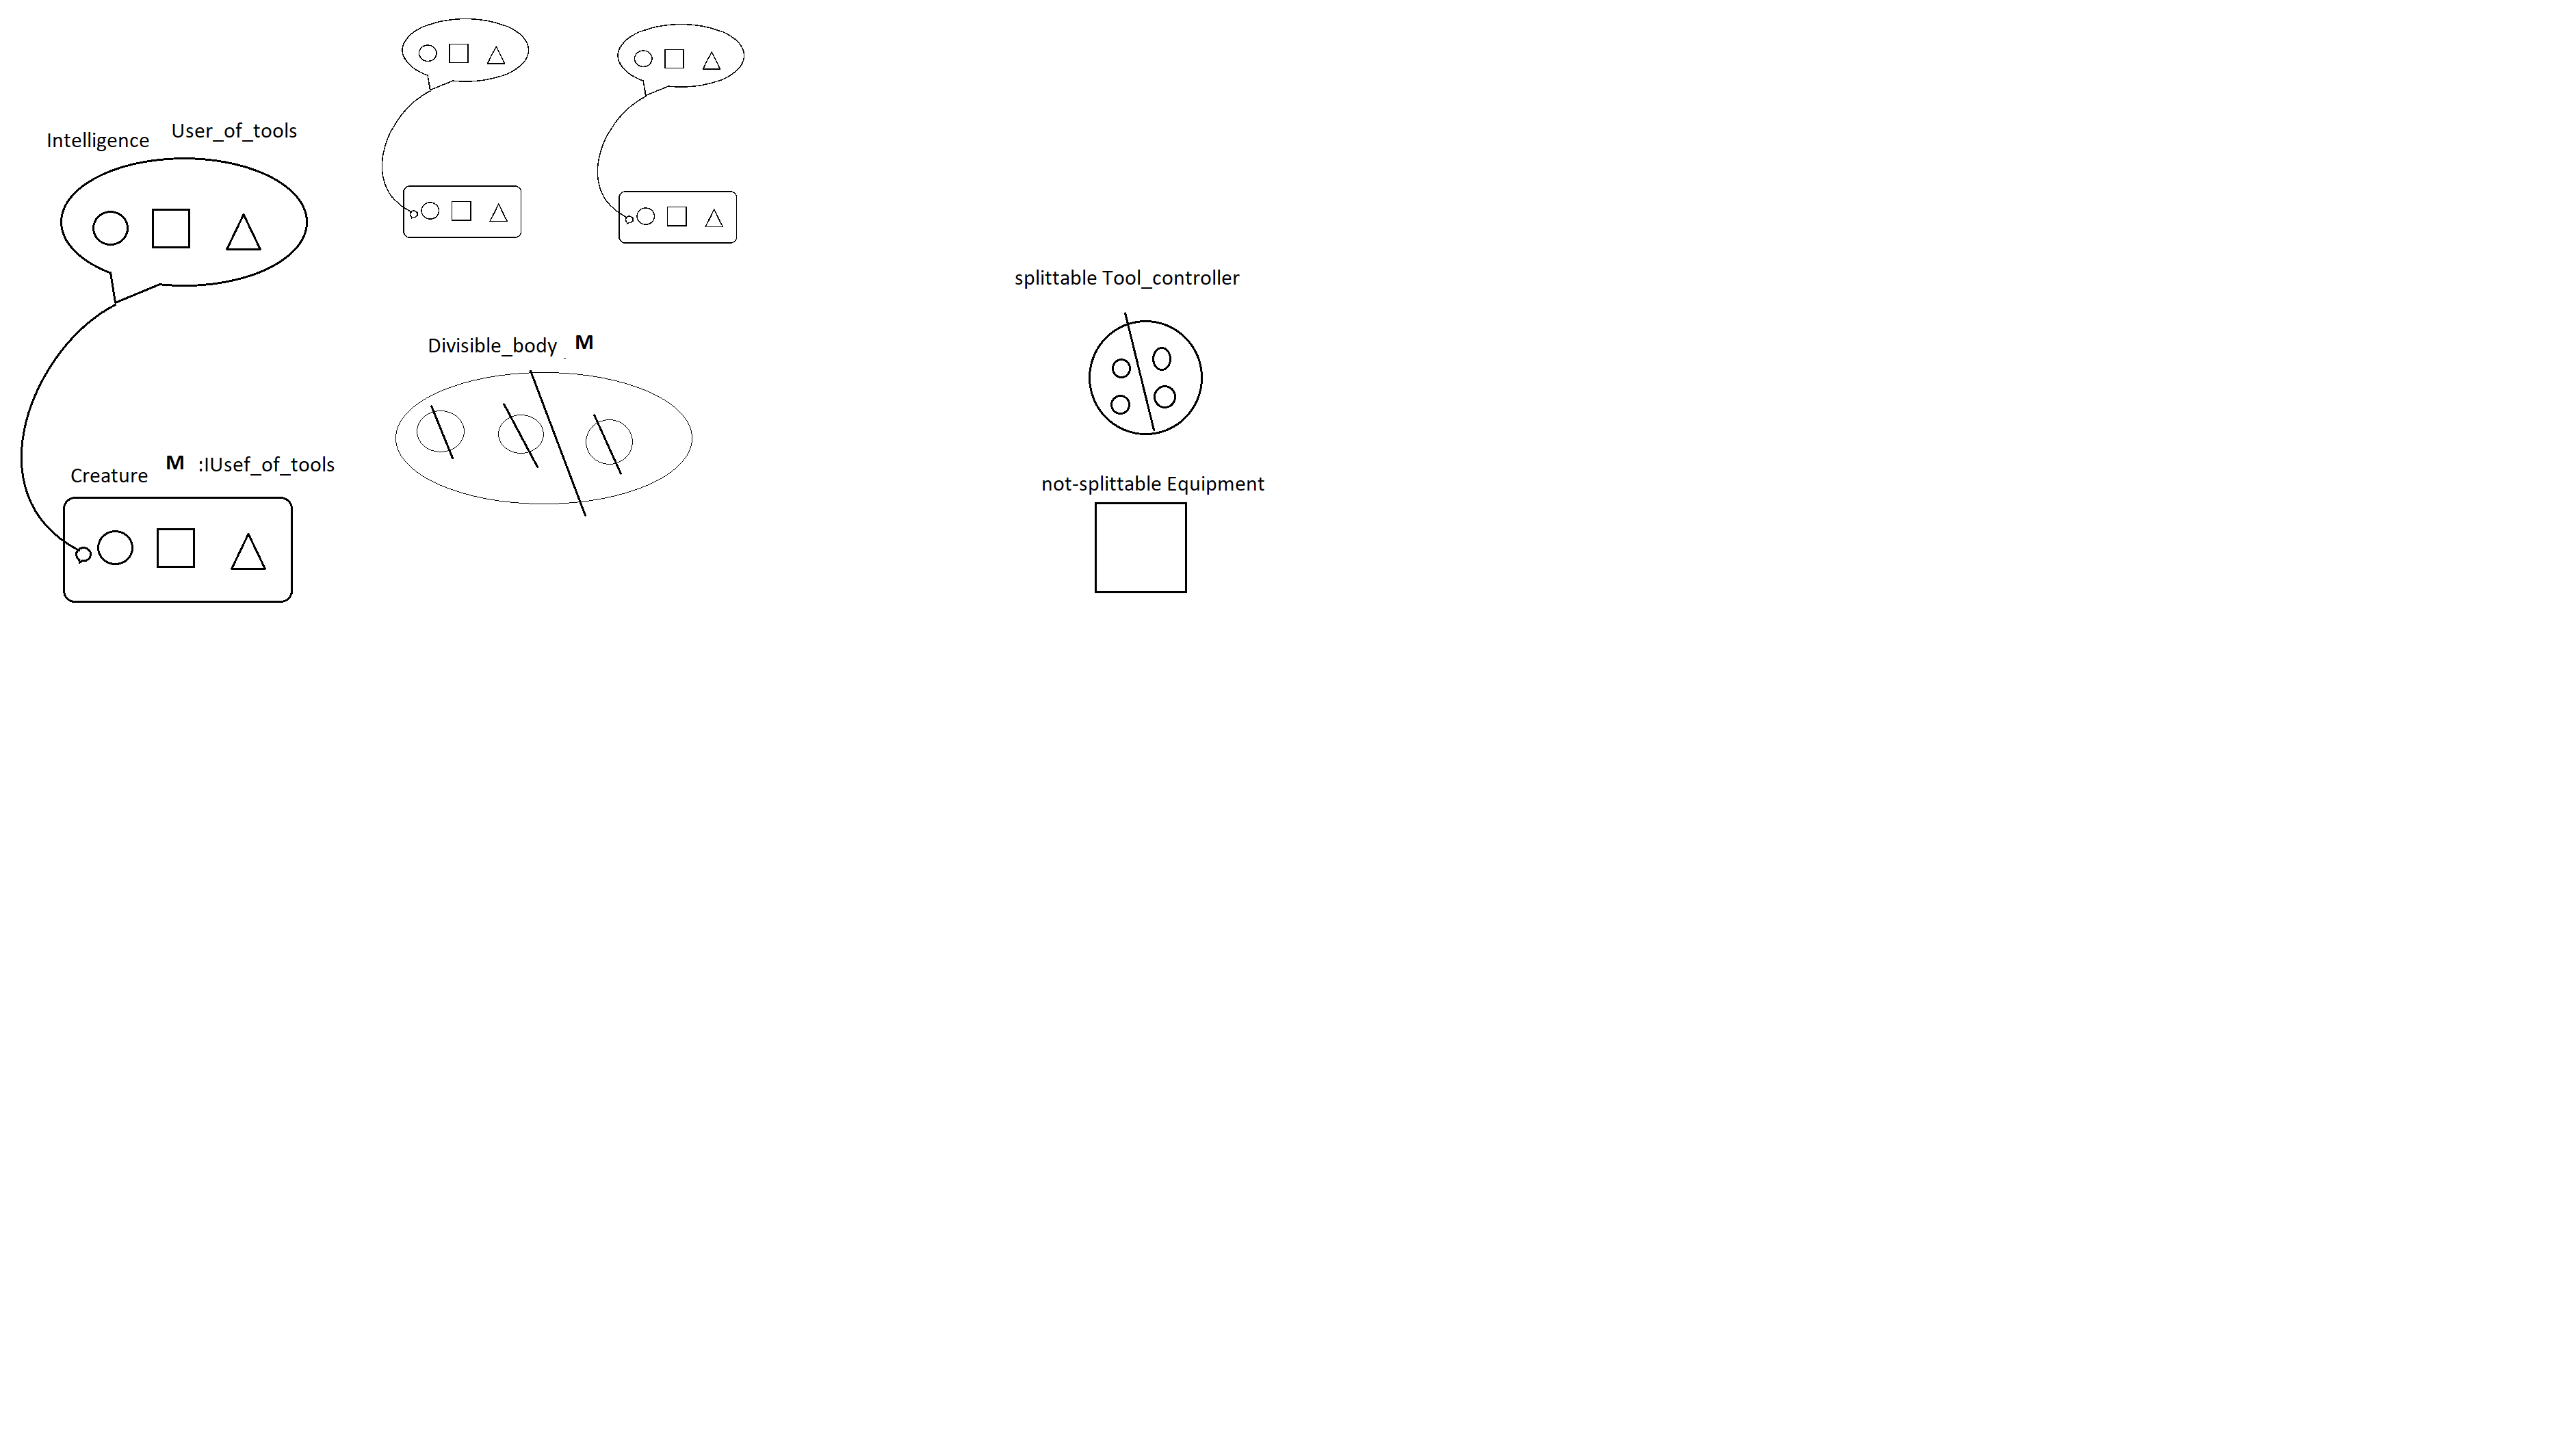 Intelligence User_of_tools
splittable Tool_controller
Divisible_body M
Creature M :IUsef_of_tools
not-splittable Equipment